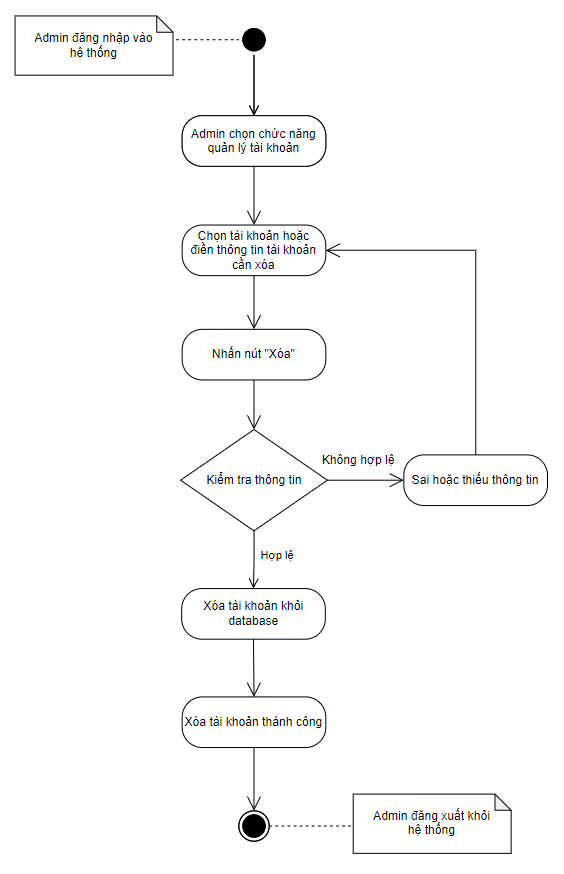 Admin đăng nhập vào
hệ thống
Admin chọn chức năng
quản lý tài khoản
Chọn tài khoản hoặc
điền thông tin tài khoản
cần xóa
Nhấn nút "Xóa"
Kiểm tra thông tin
Không hợp lệ
Sai hoặc thiếu thông tin
Hợp lệ
Xóa tài khoản khỏi
database
Xóa tài khoản thành công
Admin đăng xuất khỏi
hệ thống